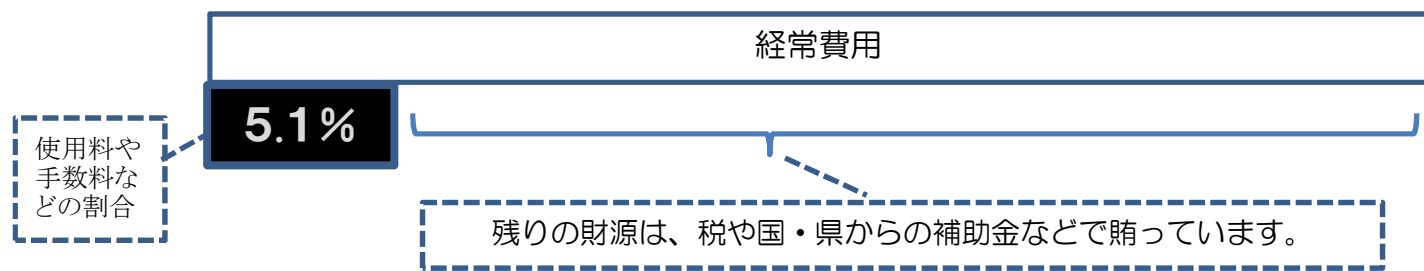 経常費用
5.1％
使用料や
手数料な
どの割合
残りの財源は、税や国・県からの補助金などで賄っています。